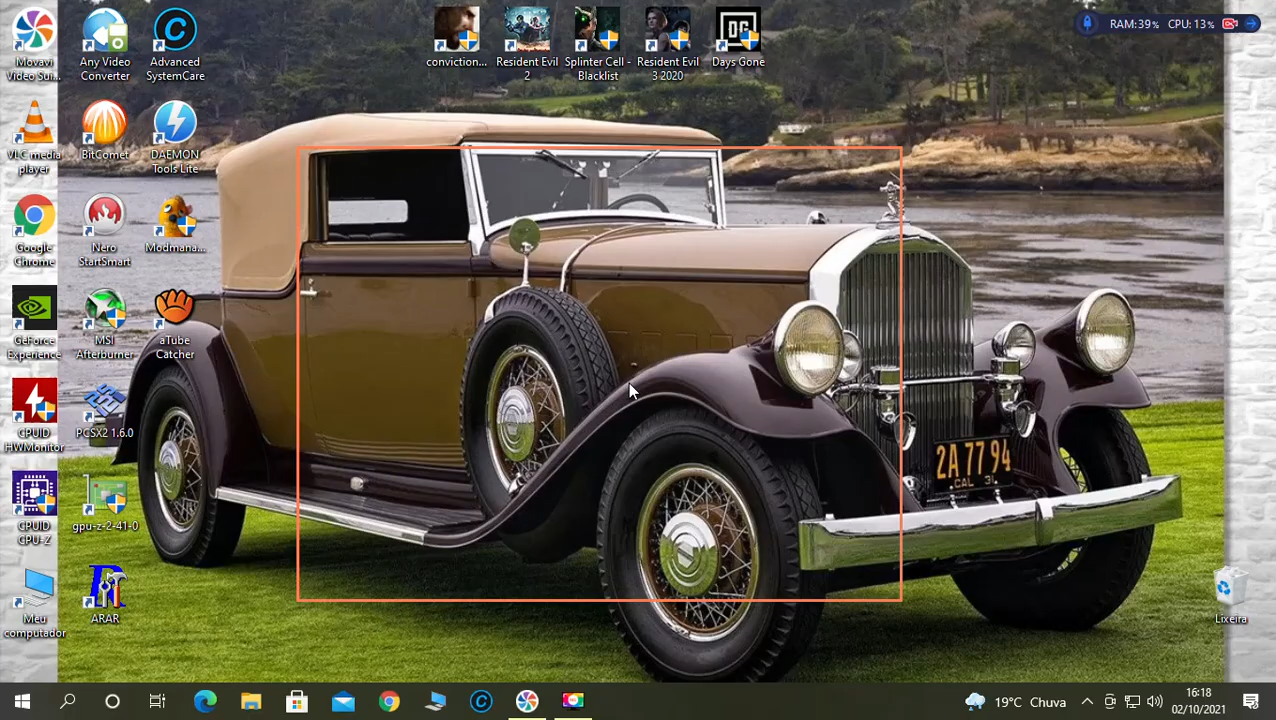 Movavi
Video Sui...
Any Video
Converter
Advanced
SystemCare
conviction...
Resident Evil
2
Splinter Cell -
Blacklist
Resident Evil
3 2020
DG
Days Gone
RAM:39% CPU: 13%
VLC media
player
BitComet
DAEMON
Tools Lite
Google
Chrome
Nero
StartSmart
Modmana...
GeForce
Experience
MSI
Afterburner
aTube
Catcher
CPUID
HWMonitor
PCSX2 1.6.0
CPUID
CPU-Z
gpu-z-2-41-0
Meu
computador
ARAR
2A 77 94
CAL 31
Lixeira
19°C Chuva
16:18
02/10/2021